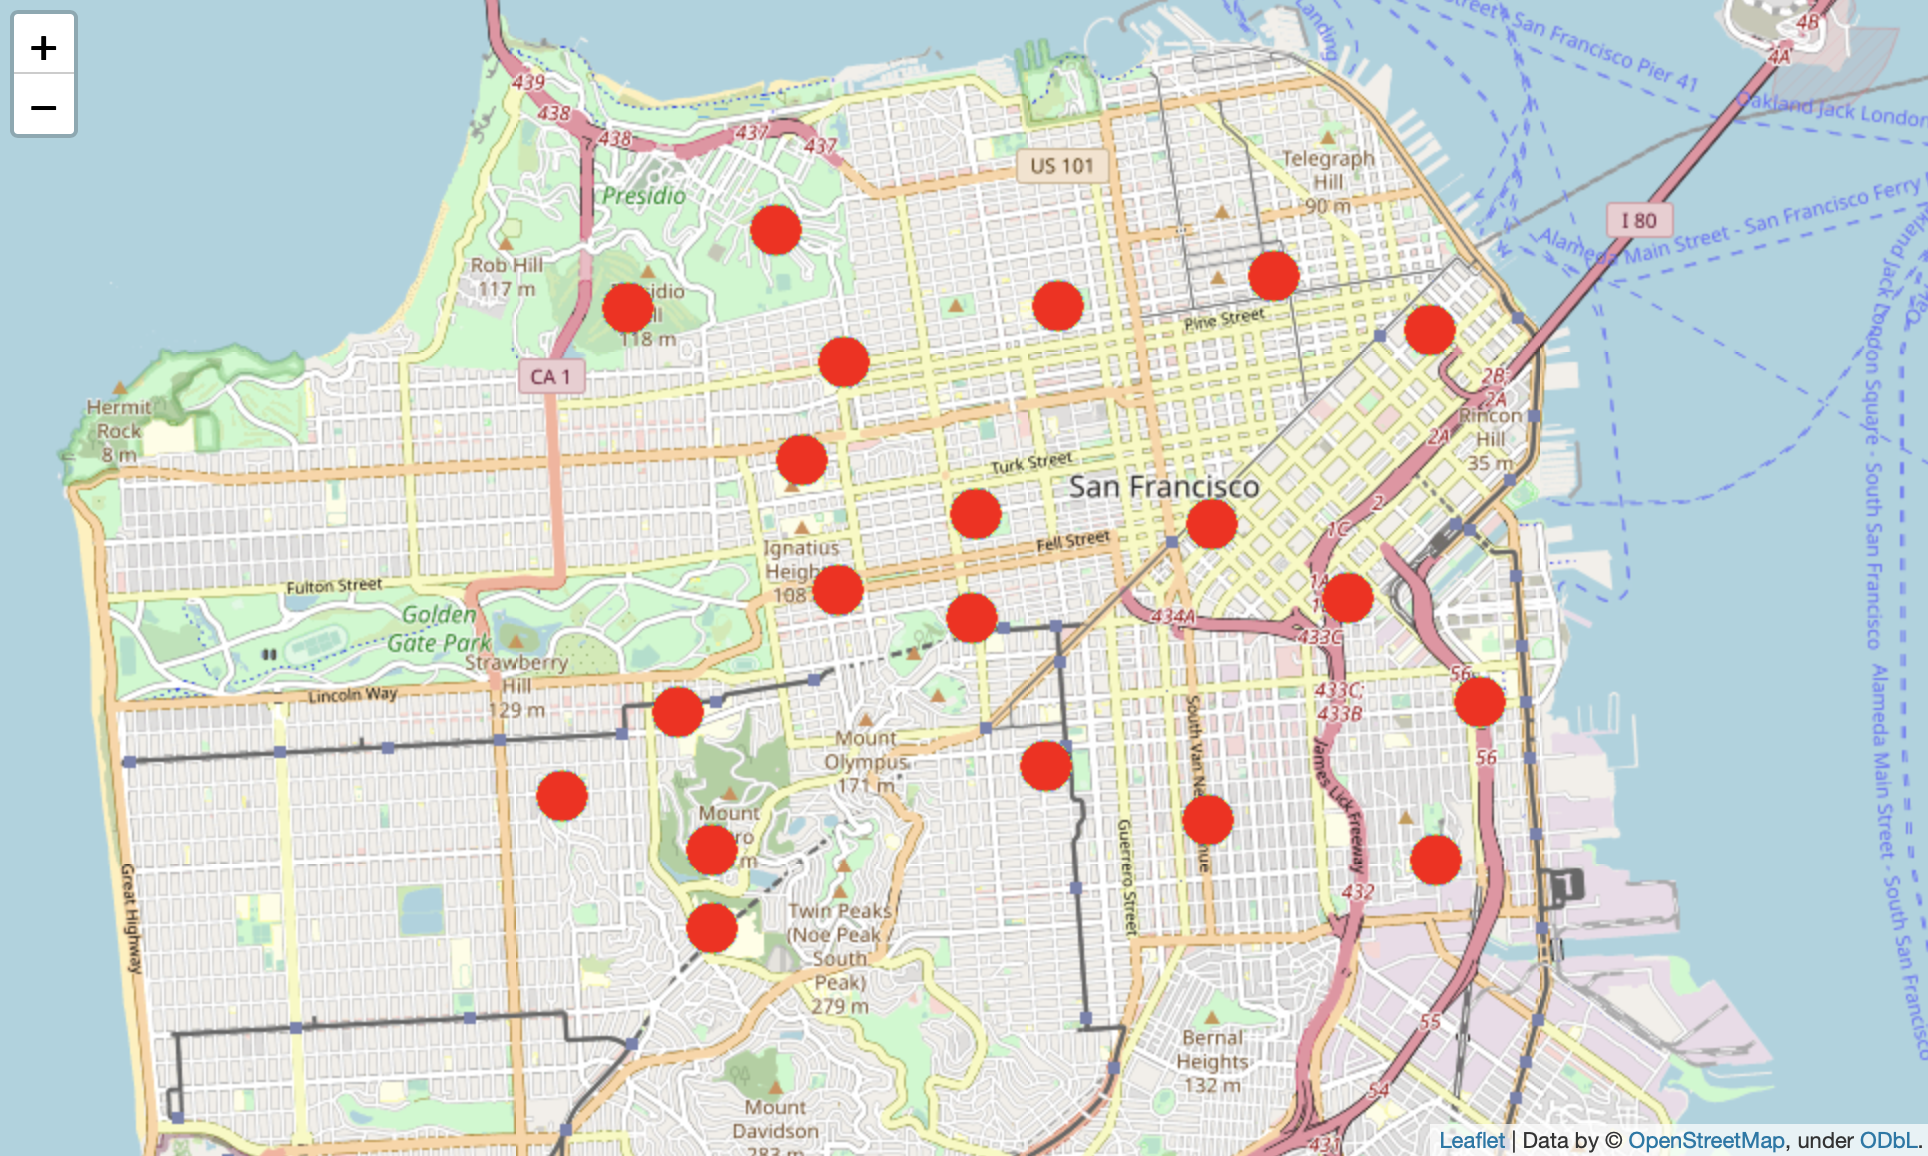 +
−
439
438
438
437
437
4B
4A
Street - San Francisco Pier 41
Landing
Oakland Jack London
US 101
Telegraph
Hill
90 m
Presidio
I 80
Alameda Main Street - San Francisco Ferry
Rob Hill
117 m
118 m
Pine Street
CA 1
Hermit
Rock
8 m
2B;
2A
Rincon
Hill
35 m
2A
2
1C
Turk Street
San Francisco
Fell Street
Ignatius
108
1A
Fulton Street
Golden
Gate Park
Strawberry
Hill
129 m
Lincoln Way
434A
433C
433C;
433B
56
56
Mount
Olympus
171 m
Mount
South Van Ne nue
James Lick Freeway
Guerrero Street
Great Highway
432
Twin Peaks
(Noe Peak
South
Peak)
279 m
Bernal
Heights
132 m
55
54
431
Mount
Davidson
283 m
Jack London Square - South San Francisco
Alameda Main Street - South San Francisco
Leaflet | Data by © OpenStreetMap, under ODbL.